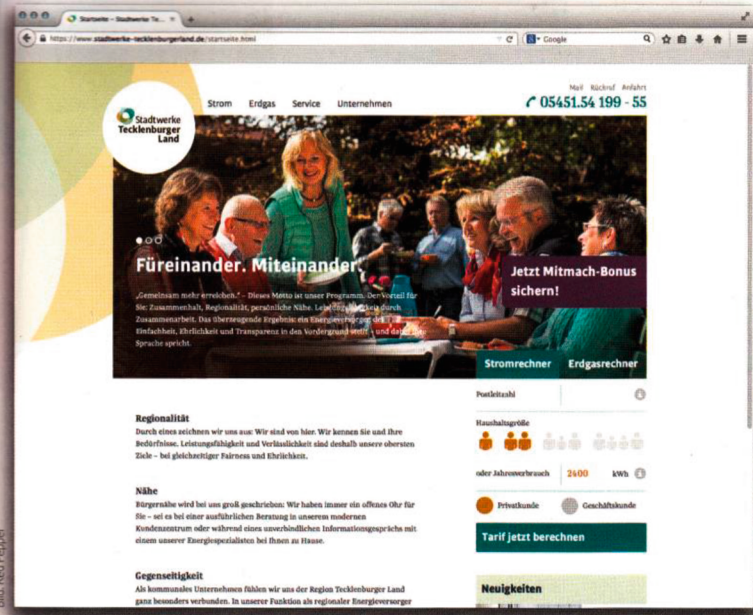 Startseite – Stadtwerke Te...
https://www.stadtwerke-tecklenburgerland.de/startseite.html
Google
Stadtwerke
Tecklenburger
Land
Strom Erdgas Service Unternehmen
Mail Rückruf Anfahrt
05451.54 199 - 55
Füreinander. Miteinander.
„Gemeinsam mehr erreichen.“ – Dieses Motto ist unser Programm. Der Vorteil für
Sie: Zusammenhalt, Regionalität, persönliche Nähe. Leistungsfähigkeit durch
Zusammenarbeit. Das überzeugende Ergebnis: ein Energieversorger, der
Einfachheit, Ehrlichkeit und Transparenz in den Vordergrund stellt – und dabei
Sprache spricht.
Jetzt Mitmach-Bonus
sichern!
Stromrechner Erdgasrechner
Postleitzahl
Haushaltsgröße
oder Jahresverbrauch 2400 kWh
Privatkunde Geschäftskunde
Tarif jetzt berechnen
Neuigkeiten
Regionalität
Durch eines zeichnen wir uns aus: Wir sind von hier. Wir kennen Sie und Ihre
Bedürfnisse. Leistungsfähigkeit und Verlässlichkeit sind deshalb unsere obersten
Ziele – bei gleichzeitiger Fairness und Ehrlichkeit.
Nähe
Bürgernähe wird bei uns groß geschrieben: Wir haben immer ein offenes Ohr für
Sie – sei es bei einer ausführlichen Beratung in unserem modernen
Kundenzentrum oder während eines unverbindlichen Informationsgesprächs mit
einem unserer Energiespezialisten bei Ihnen zu Hause.
Gegenseitigkeit
Als kommunales Unternehmen fühlen wir uns der Region Tecklenburger Land
ganz besonders verbunden. In unserer Funktion als regionaler Energieversorger
Bild: Red Pepper